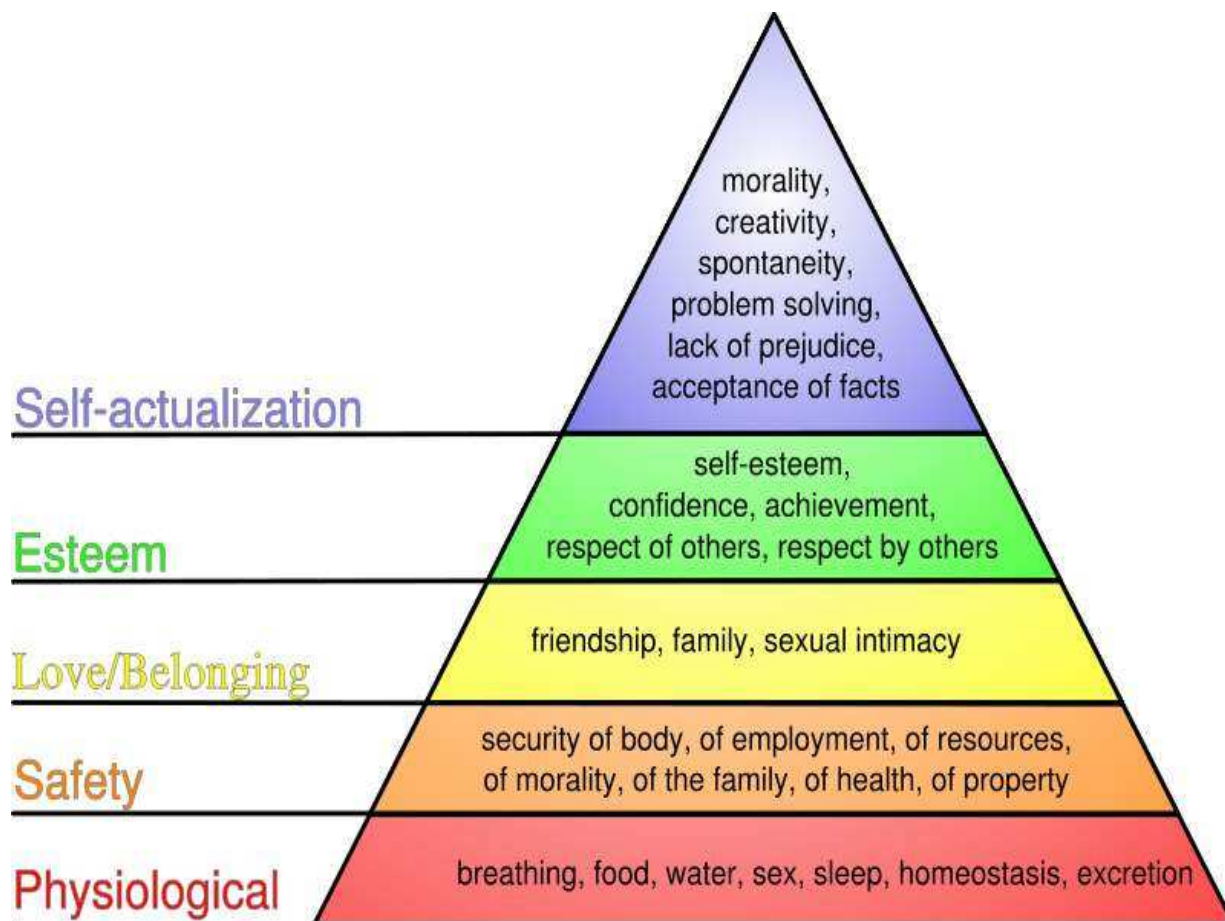 morality,
creativity,
spontaneity,
problem solving,
lack of prejudice,
acceptance of facts
Self-actualization
self-esteem,
confidence, achievement,
respect of others, respect by others
Esteem
friendship, family, sexual intimacy
Love/Belonging
security of body, of employment, of resources,
of morality, of the family, of health, of property
Safety
breathing, food, water, sex, sleep, homeostasis, excretion
Physiological